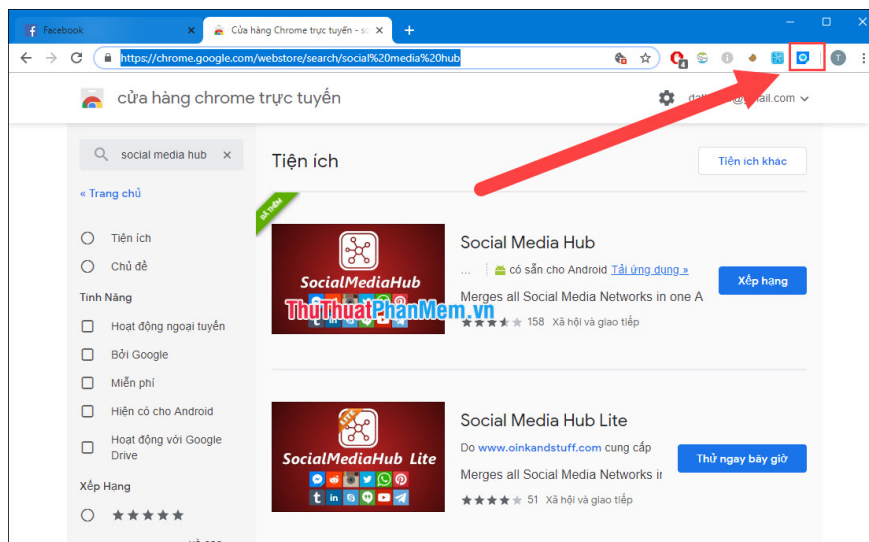 Facebook
Cửa hàng Chrome trực tuyến - sc
https://chrome.google.com/webstore/search/social%20media%20hub
T
cửa hàng chrome trực tuyến
social media hub
Tiện ích
Tiện ích khác
« Trang chủ
ĐÃ THÊM
Tiện ích
Chủ đề
Tính Năng
Hoạt động ngoại tuyến
Bởi Google
Miễn phí
Hiện có cho Android
Hoạt động với Google
Drive
Xếp Hạng
SocialMediaHub
Social Media Hub
... có sẵn cho Android Tải ứng dụng »
Merges all Social Media Networks in one A
158 Xã hội và giao tiếp
Xếp hạng
ThuThuatPhanMem.vn
LITE
SocialMediaHub Lite
Social Media Hub Lite
Do www.oinkandstuff.com cung cấp
Merges all Social Media Networks ir
51 Xã hội và giao tiếp
Thử ngay bây giờ